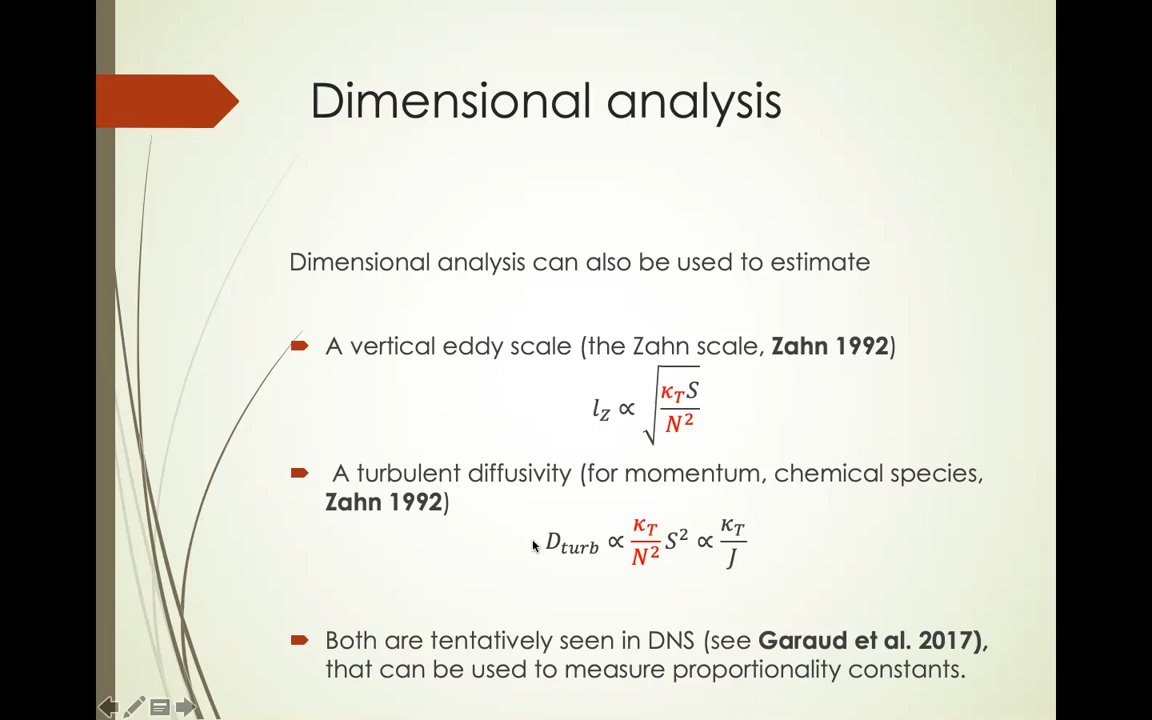 Dimensional analysis
Dimensional analysis can also be used to estimate
A vertical eddy scale (the Zahn scale, Zahn 1992)
l_Z ∝ √(κ_T S / N²)
A turbulent diffusivity (for momentum, chemical species,
Zahn 1992)
D_turb ∝ κ_T / N² S² ∝ κ_T / J
Both are tentatively seen in DNS (see Garaud et al. 2017),
that can be used to measure proportionality constants.